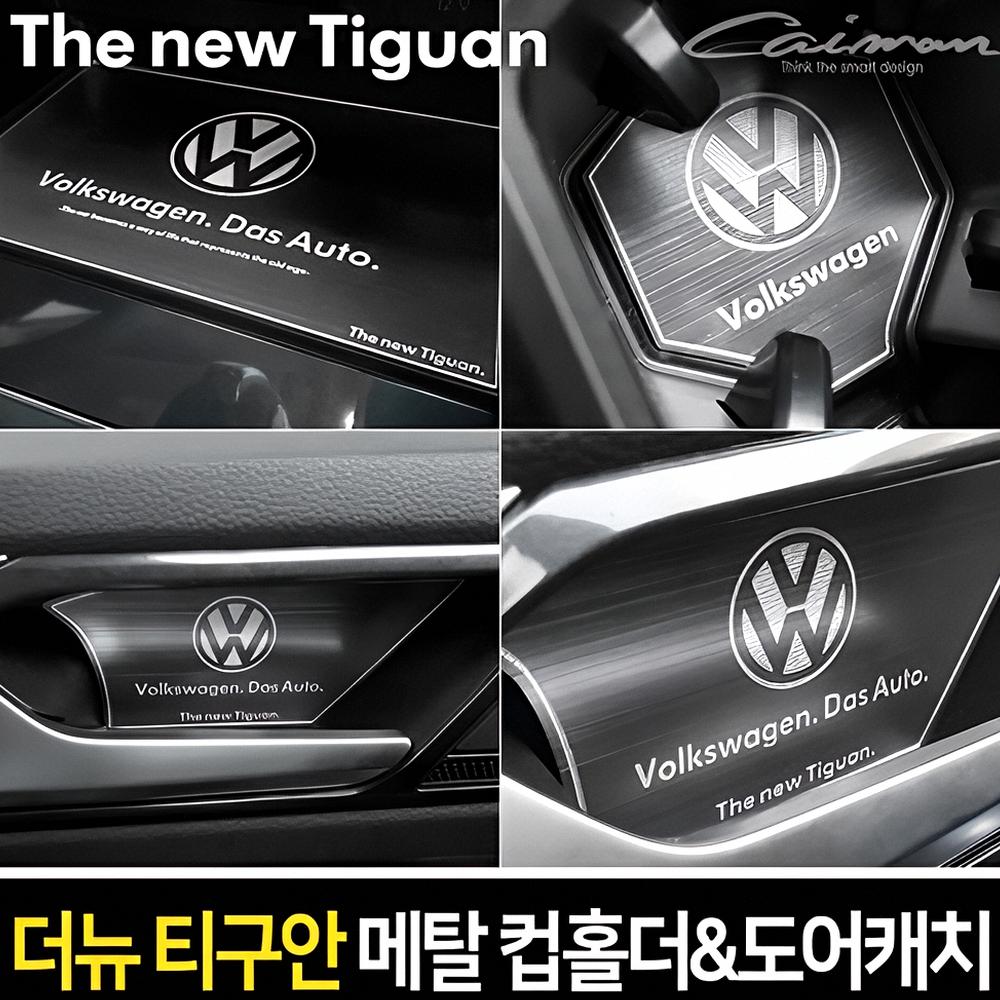 The new Tiguan
Caiman
Think the small design
Volkswagen. Das Auto.
The new Tiguan.
Volkswagen
Volkswagen. Das Auto.
The new Tiguan.
Volkswagen. Das Auto.
The new Tiguan.
더뉴 티구안 메탈 컵홀더&도어캐치